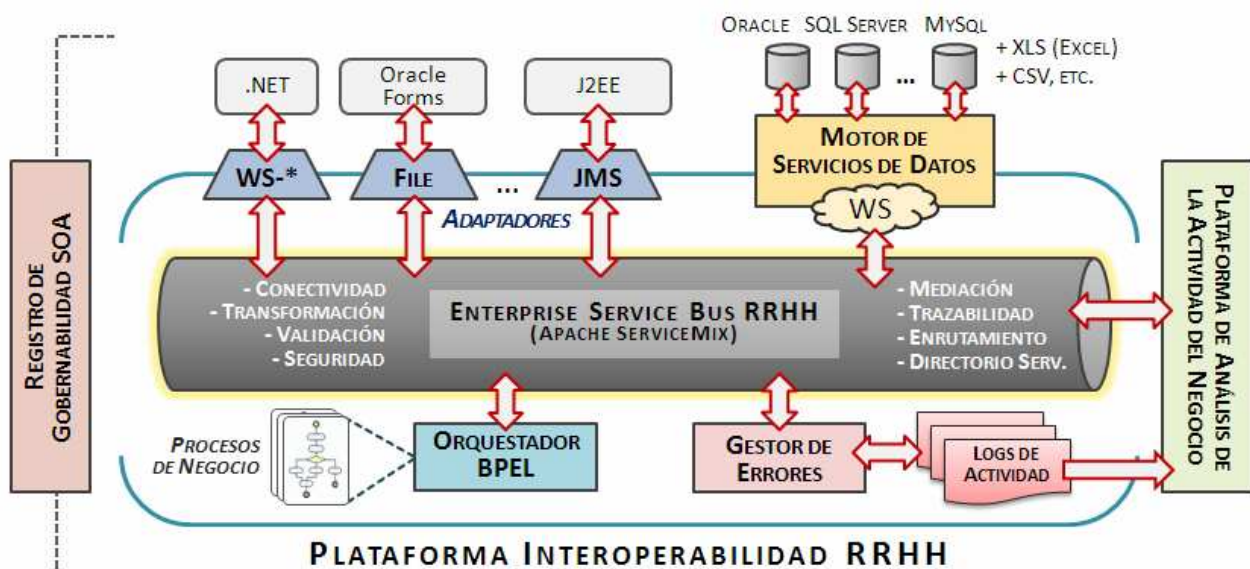 ORACLE SQL SERVER MYSQL
+ XLS (EXCEL)
+ CSV, ETC.
...
.NET
Oracle
Forms
J2EE
MOTOR DE
SERVICIOS DE DATOS
WS
WS-*
FILE
...
JMS
ADAPTADORES
REGISTRO DE
GOBERNABILIDAD SOA
PLATAFORMA DE ANÁLISIS DE
LA ACTIVIDAD DEL NEGOCIO
- CONECTIVIDAD
- TRANSFORMACIÓN
- VALIDACIÓN
- SEGURIDAD
ENTERPRISE SERVICE BUS RRHH
(APACHE SERVICEMIX)
- MEDIACIÓN
- TRAZABILIDAD
- ENRUTAMIENTO
- DIRECTORIO SERV.
PROCESOS
DE NEGOCIO
ORQUESTADOR
BPEL
GESTOR DE
ERRORES
LOGS DE
ACTIVIDAD
PLATAFORMA INTEROPERABILIDAD RRHH